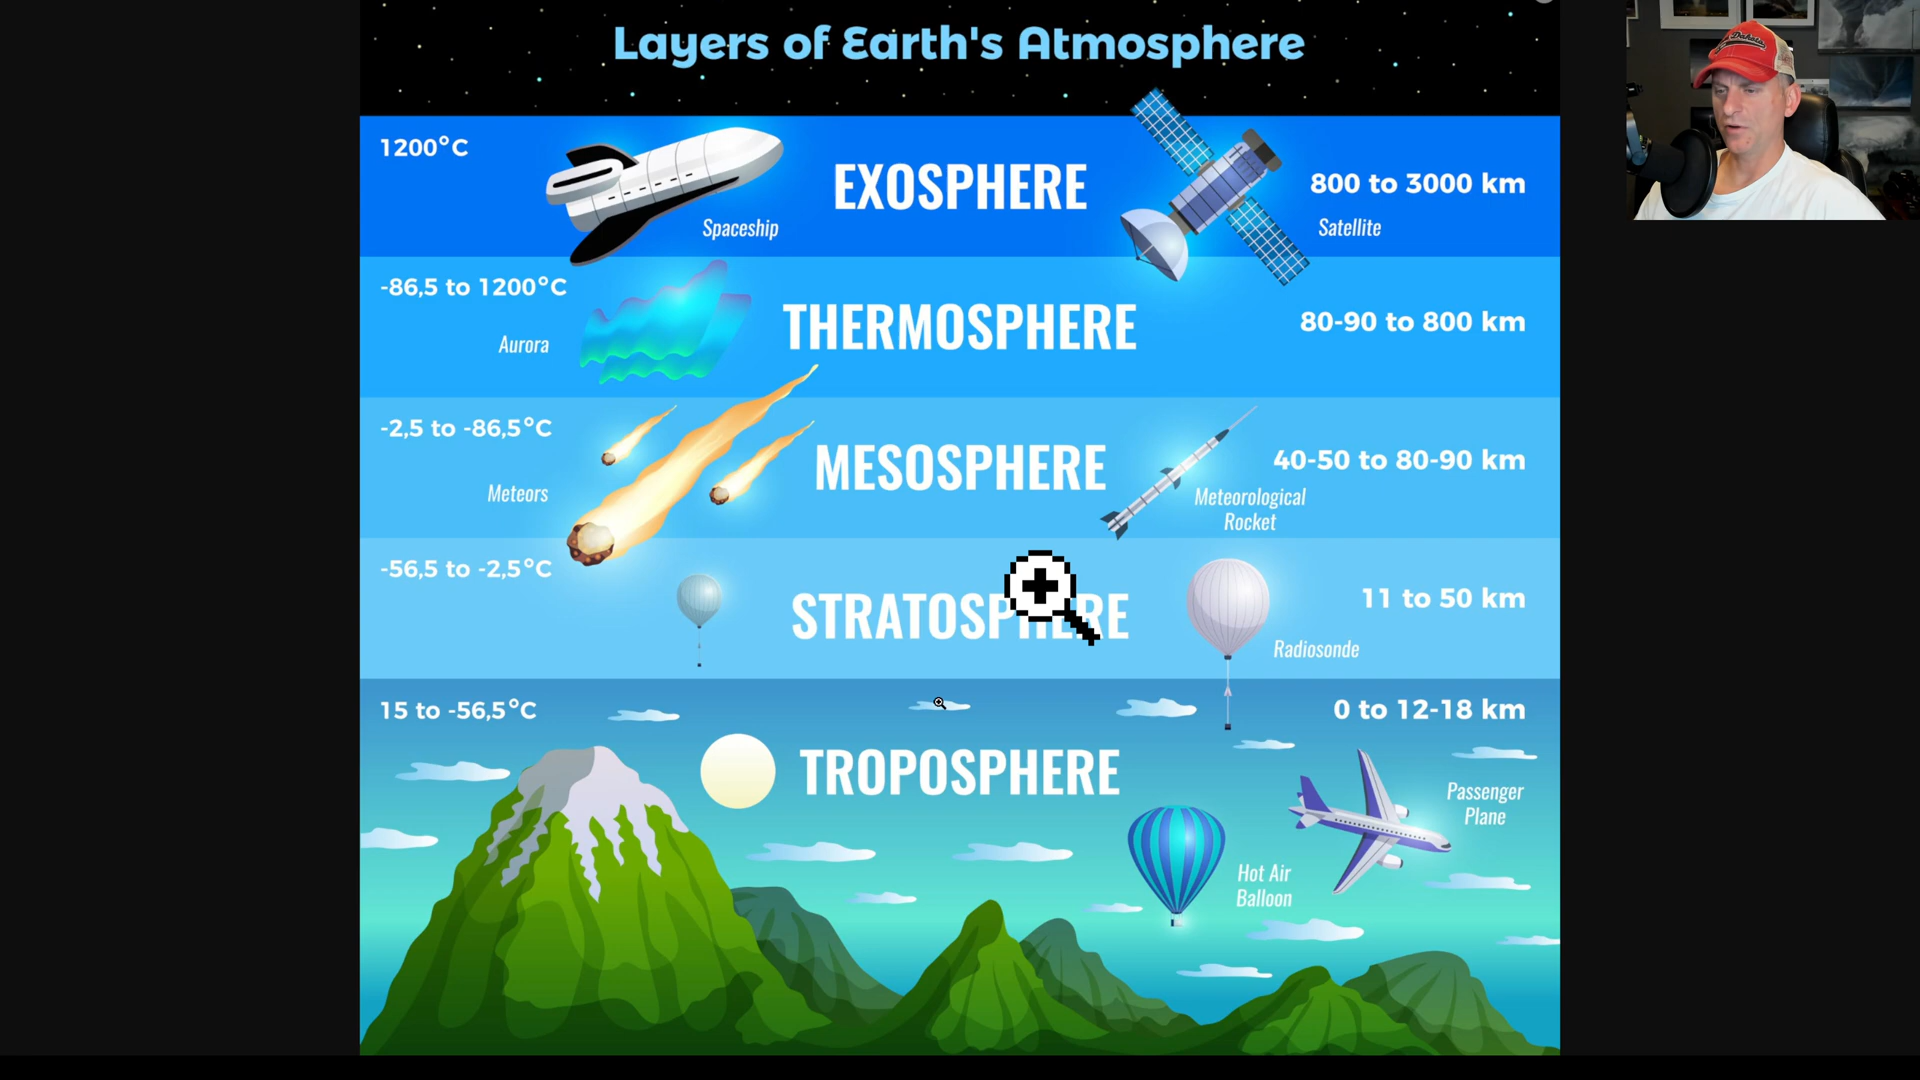 Layers of Earth's Atmosphere
1200°C
EXOSPHERE
800 to 3000 km
Spaceship
Satellite
-86,5 to 1200°C
Aurora
THERMOSPHERE
80-90 to 800 km
-2,5 to -86,5°C
Meteors
MESOSPHERE
40-50 to 80-90 km
Meteorological
Rocket
-56,5 to -2,5°C
STRATOSPHERE
11 to 50 km
Radiosonde
15 to -56,5°C
0 to 12-18 km
TROPOSPHERE
Passenger
Plane
Hot Air
Balloon